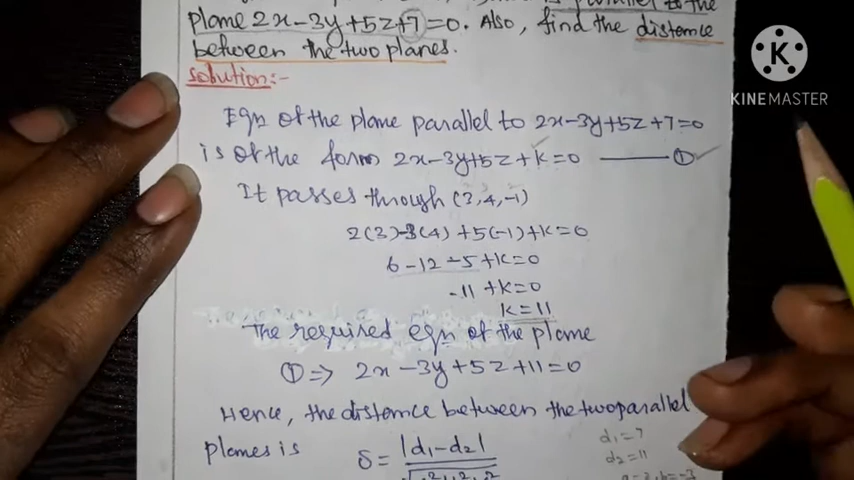 is parallel to the
plane 2x-3y+5z+7=0. Also, find the distance
between the two planes.
solution:-
Eqn of the plane parallel to 2x-3y+5z+7=0
is of the form 2x-3y+5z+k=0 ——— ①
It passes through (3,4,-1)
2(3)-3(4)+5(-1)+k=0
6-12-5+k=0
-11+k=0
k=11
The required eqn of the plane
① ⇒ 2x-3y+5z+11=0
Hence, the distance between the two parallel
planes is δ = |d₁-d₂|
d₁=7
d₂=11
K
KINEMASTER